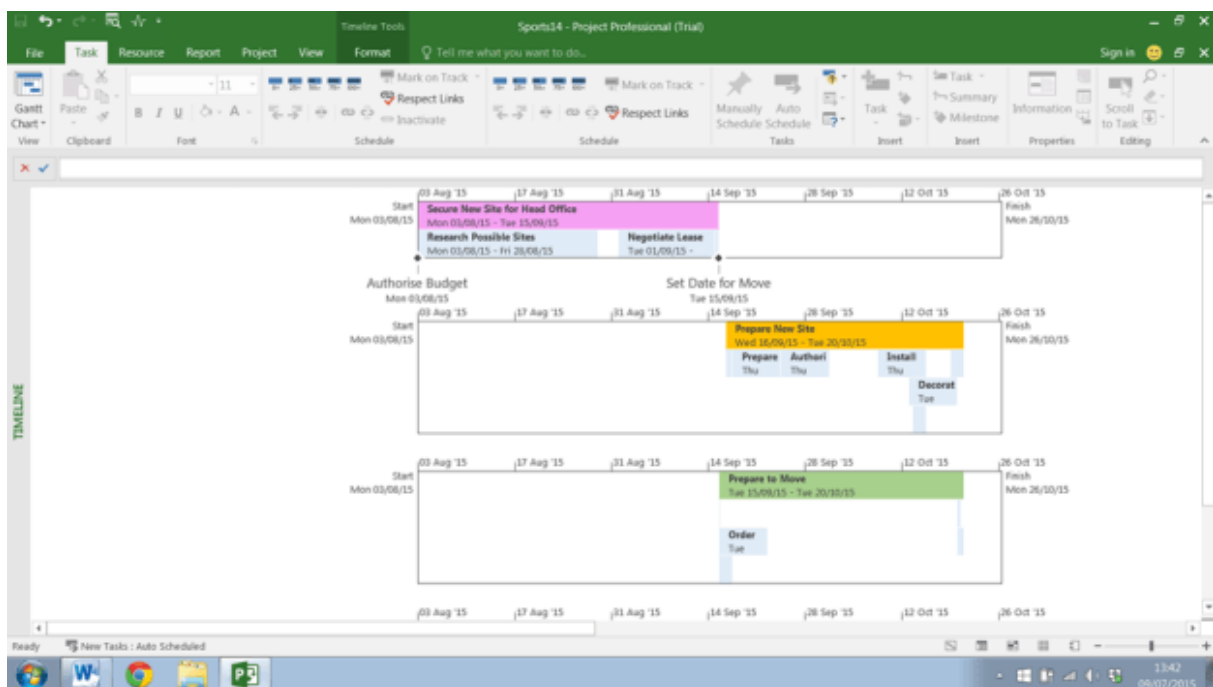 Timeline Tools
Sports14 - Project Professional (Trial)
File Task Resource Report Project View Format Tell me what you want to do... Sign in
11
Mark on Track
Respect Links
Inactivate
Mark on Track
Respect Links
Gantt Chart
Paste
B I U A
Manually Schedule
Auto Schedule
Task
Task
Summary
Milestone
Information
Scroll to Task
View Clipboard Font Schedule Schedule Tasks Insert Insert Properties Editing
TIMELINE
03 Aug '15 17 Aug '15 31 Aug '15 14 Sep '15 28 Sep '15 12 Oct '15 26 Oct '15
Start
Mon 03/08/15
Secure New Site for Head Office
Mon 03/08/15 - Tue 15/09/15
Finish
Mon 26/10/15
Research Possible Sites
Mon 03/08/15 - Fri 28/08/15
Negotiate Lease
Tue 01/09/15 -
Authorise Budget
Mon 03/08/15
Set Date for Move
Tue 15/09/15
03 Aug '15 17 Aug '15 31 Aug '15 14 Sep '15 28 Sep '15 12 Oct '15 26 Oct '15
Start
Mon 03/08/15
Prepare New Site
Wed 16/09/15 - Tue 20/10/15
Finish
Mon 26/10/15
Prepare
Thu
Authori
Thu
Install
Thu
Decorat
Tue
03 Aug '15 17 Aug '15 31 Aug '15 14 Sep '15 28 Sep '15 12 Oct '15 26 Oct '15
Start
Mon 03/08/15
Prepare to Move
Tue 15/09/15 - Tue 20/10/15
Finish
Mon 26/10/15
Order
Tue
03 Aug '15 17 Aug '15 31 Aug '15 14 Sep '15 28 Sep '15 12 Oct '15 26 Oct '15
Ready New Tasks : Auto Scheduled
13:42
09/07/2015